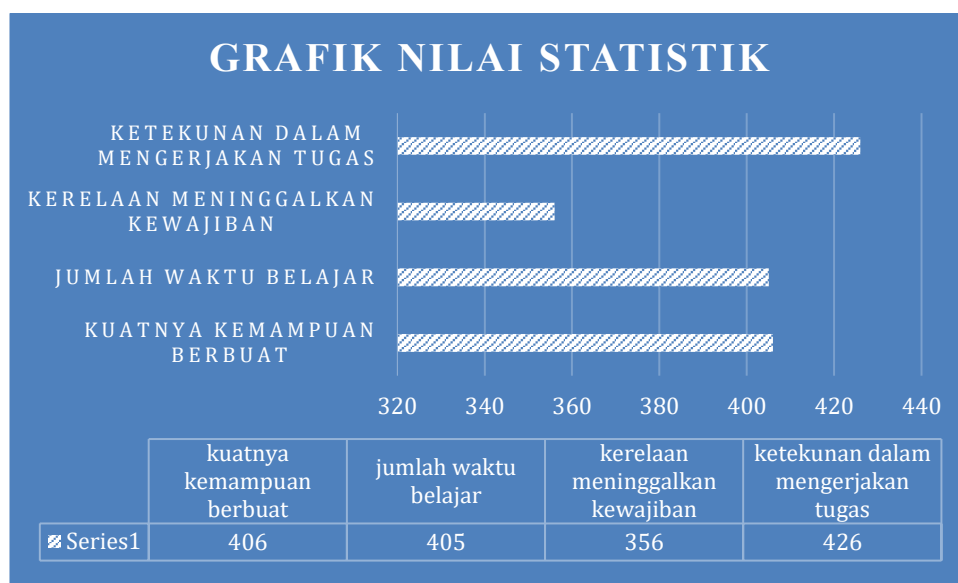 GRAFIK NILAI STATISTIK
KETEKUNAN DALAM
MENGERJAKAN TUGAS
KERELAAN MENINGGALKAN
KEWAJIBAN
JUMLAH WAKTU BELAJAR
KUATNYA KEMAMPUAN
BERBUAT
320 340 360 380 400 420 440
kuatnya
kemampuan
berbuat
jumlah waktu
belajar
kerelaan
meninggalkan
kewajiban
ketekunan dalam
mengerjakan
tugas
Series1 406 405 356 426